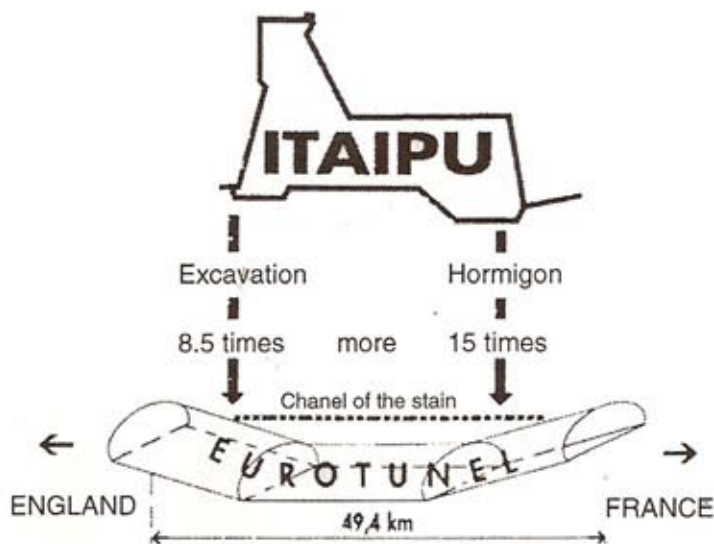 ITAIPU
Excavation Hormigon
8.5 times more 15 times
Chanel of the stain
EUROTUNEL
ENGLAND FRANCE
49,4 km